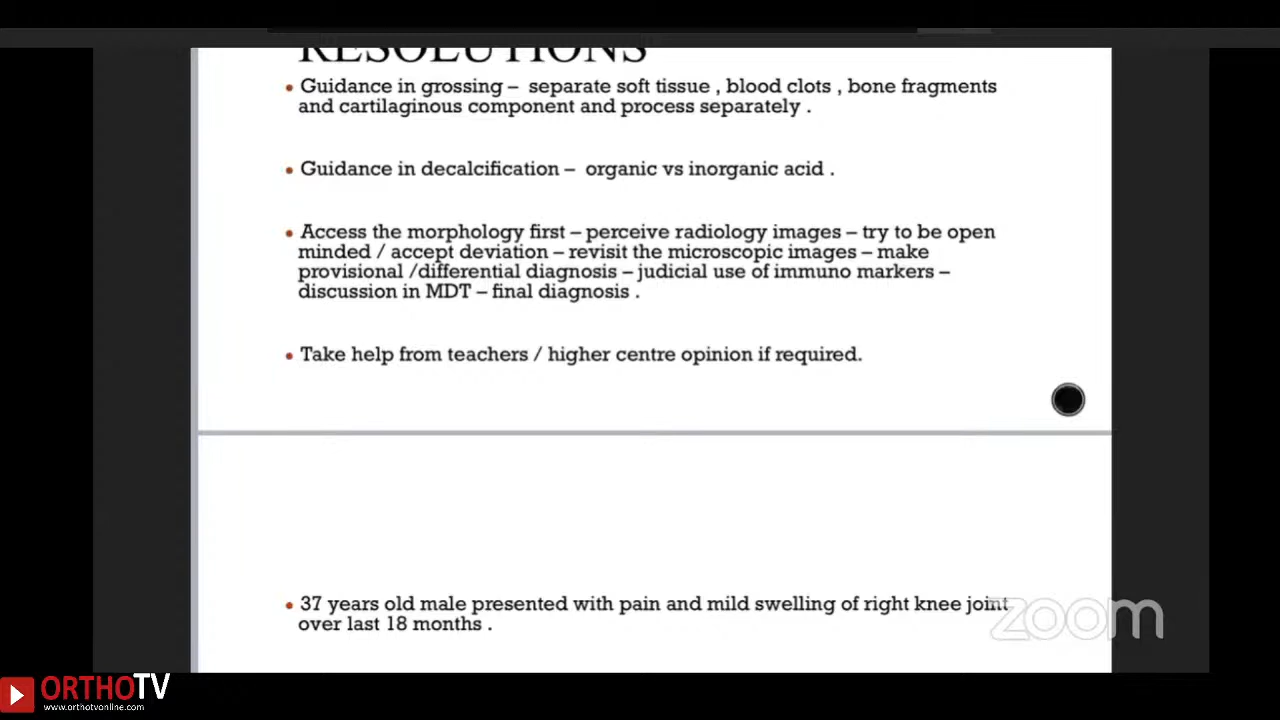 RESOLUTIONS
• Guidance in grossing – separate soft tissue , blood clots , bone fragments
and cartilaginous component and process separately .
• Guidance in decalcification – organic vs inorganic acid .
• Access the morphology first – perceive radiology images – try to be open
minded / accept deviation – revisit the microscopic images – make
provisional /differential diagnosis – judicial use of immuno markers –
discussion in MDT – final diagnosis .
• Take help from teachers / higher centre opinion if required.
• 37 years old male presented with pain and mild swelling of right knee joint
over last 18 months .
zoom
ORTHOTV
www.orthotvonline.com